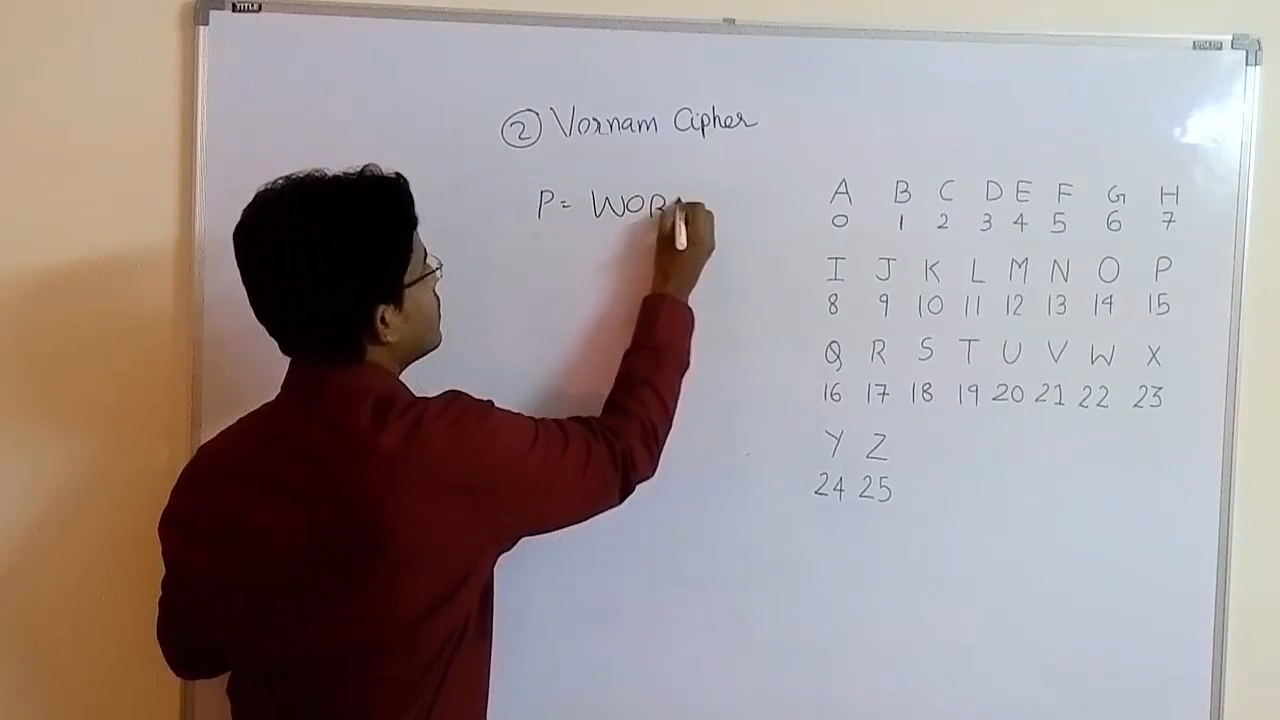 ② Vornam Cipher
P = WOR
A B C D E F G H
0 1 2 3 4 5 6 7
I J K L M N O P
8 9 10 11 12 13 14 15
Q R S T U V W X
16 17 18 19 20 21 22 23
Y Z
24 25